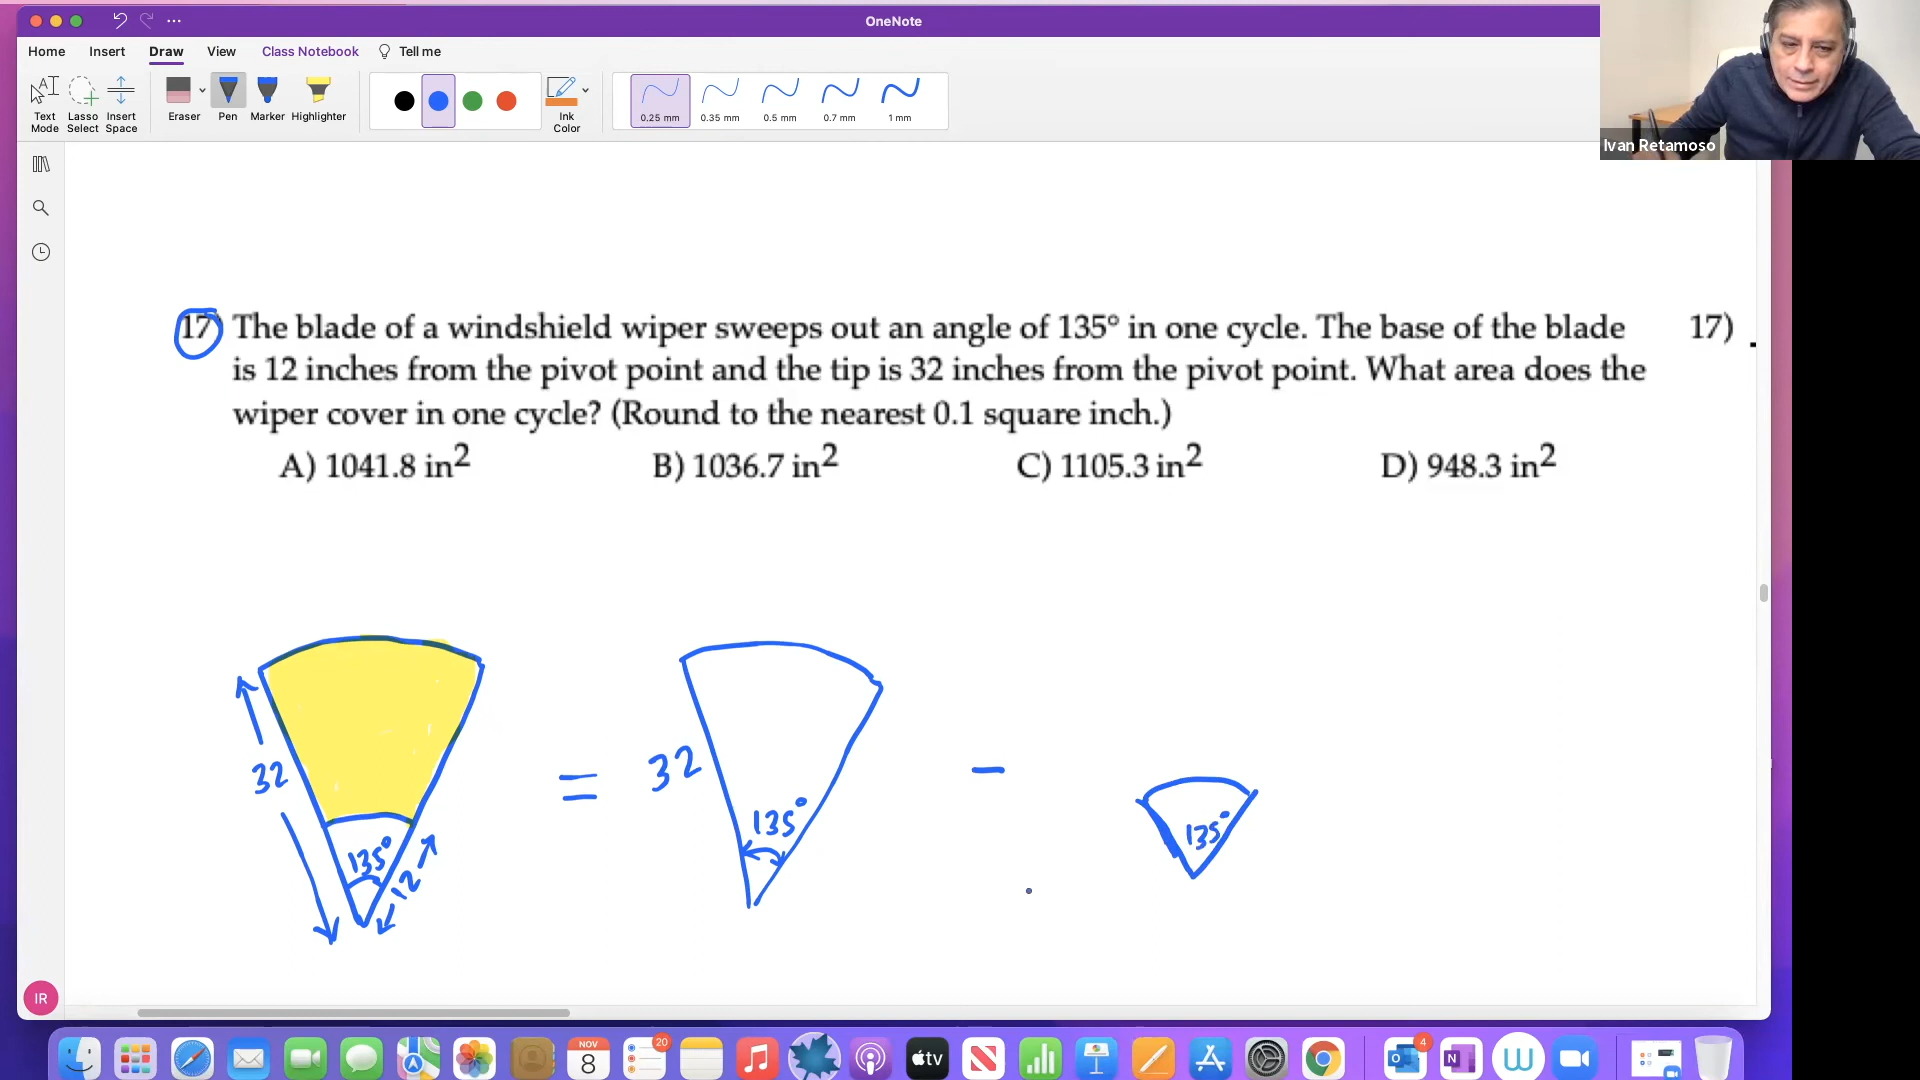 OneNote
Home Insert Draw View Class Notebook Tell me
Text Mode Lasso Select Insert Space Eraser Pen Marker Highlighter Ink Color 0.25 mm 0.35 mm 0.5 mm 0.7 mm 1 mm
Ivan Retamoso
17) The blade of a windshield wiper sweeps out an angle of 135° in one cycle. The base of the blade 17)
is 12 inches from the pivot point and the tip is 32 inches from the pivot point. What area does the
wiper cover in one cycle? (Round to the nearest 0.1 square inch.)
A) 1041.8 in² B) 1036.7 in² C) 1105.3 in² D) 948.3 in²
32 135° 12 = 32 135° - 135°
IR
NOV 8 20 tv N W 4